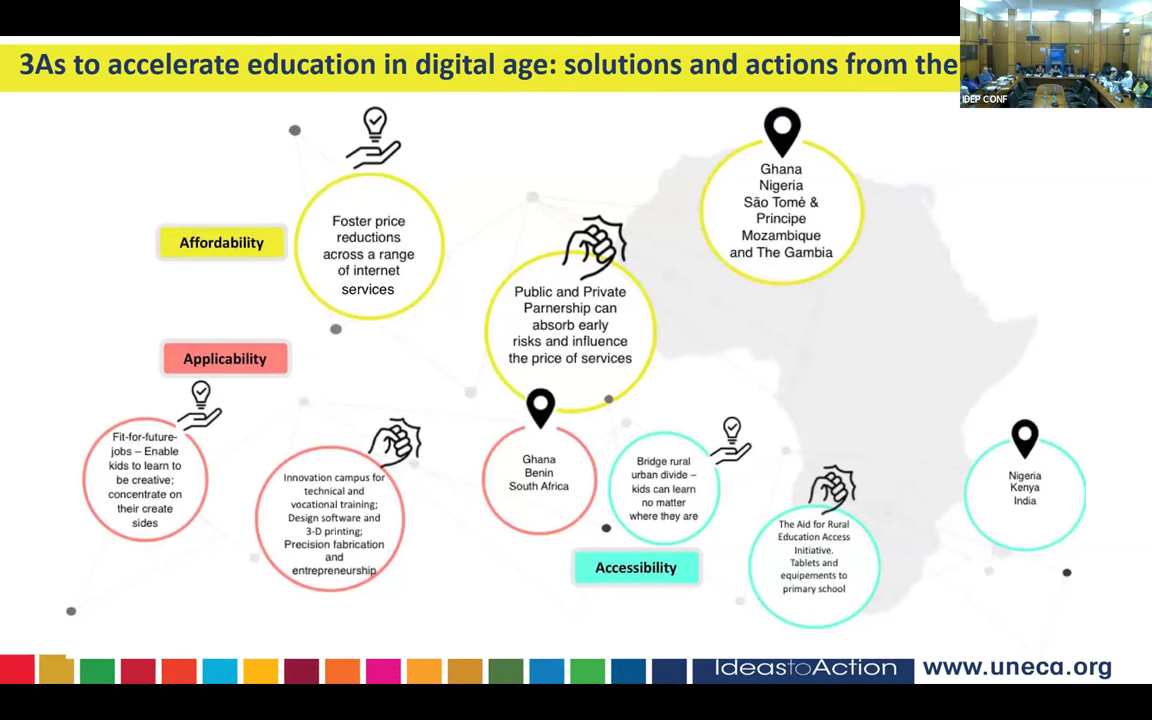 3As to accelerate education in digital age: solutions and actions from the
IDEP CONF
Affordability
Foster price
reductions
across a range
of internet
services
Public and Private
Parnership can
absorb early
risks and influence
the price of services
Ghana
Nigeria
São Tomé &
Principe
Mozambique
and The Gambia
Applicability
Fit-for-future-
jobs – Enable
kids to learn to
be creative;
concentrate on
their create
sides
Innovation campus for
technical and
vocational training;
Design software and
3-D printing;
Precision fabrication
and
entrepreneurship
Ghana
Benin
South Africa
Bridge rural
urban divide –
kids can learn
no matter
where they are
Accessibility
The Aid for Rural
Education Access
Initiative.
Tablets and
equipements to
primary school
Nigeria
Kenya
India
IdeastoAction
www.uneca.org